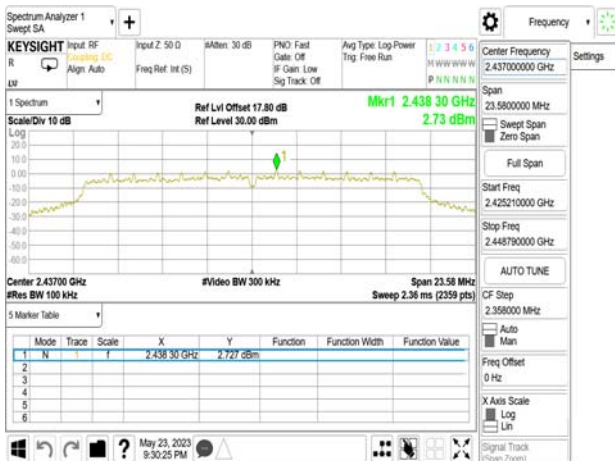 Spectrum Analyzer 1
Swept SA
+
Frequency
KEYSIGHT
Input: RF
Coupling: DC
Align: Auto
Input Z: 50 Ω
Freq Ref: Int (S)
#Atten: 30 dB
PNO: Fast
Gate: Off
IF Gain: Low
Sig Track: Off
Avg Type: Log-Power
Trig: Free Run
1 2 3 4 5 6
M W W W W W
P N N N N N
R
LXI
1 Spectrum
Scale/Div 10 dB
Ref Lvl Offset 17.80 dB
Ref Level 30.00 dBm
Mkr1 2.438 30 GHz
2.73 dBm
Log
20.0
10.0
0.00
-10.0
-20.0
-30.0
-40.0
-50.0
-60.0
1
Center 2.43700 GHz
#Res BW 100 kHz
#Video BW 300 kHz
Span 23.58 MHz
Sweep 2.36 ms (2359 pts)
5 Marker Table
Mode Trace Scale X Y Function Function Width Function Value
1 N 1 f 2.438 30 GHz 2.727 dBm
2
3
4
5
6
May 23, 2023
9:30:25 PM
?
Center Frequency
2.437000000 GHz
Settings
Span
23.5800000 MHz
Swept Span
Zero Span
Full Span
Start Freq
2.425210000 GHz
Stop Freq
2.448790000 GHz
AUTO TUNE
CF Step
2.358000 MHz
Auto
Man
Freq Offset
0 Hz
X Axis Scale
Log
Lin
Signal Track
(Span Zoom)